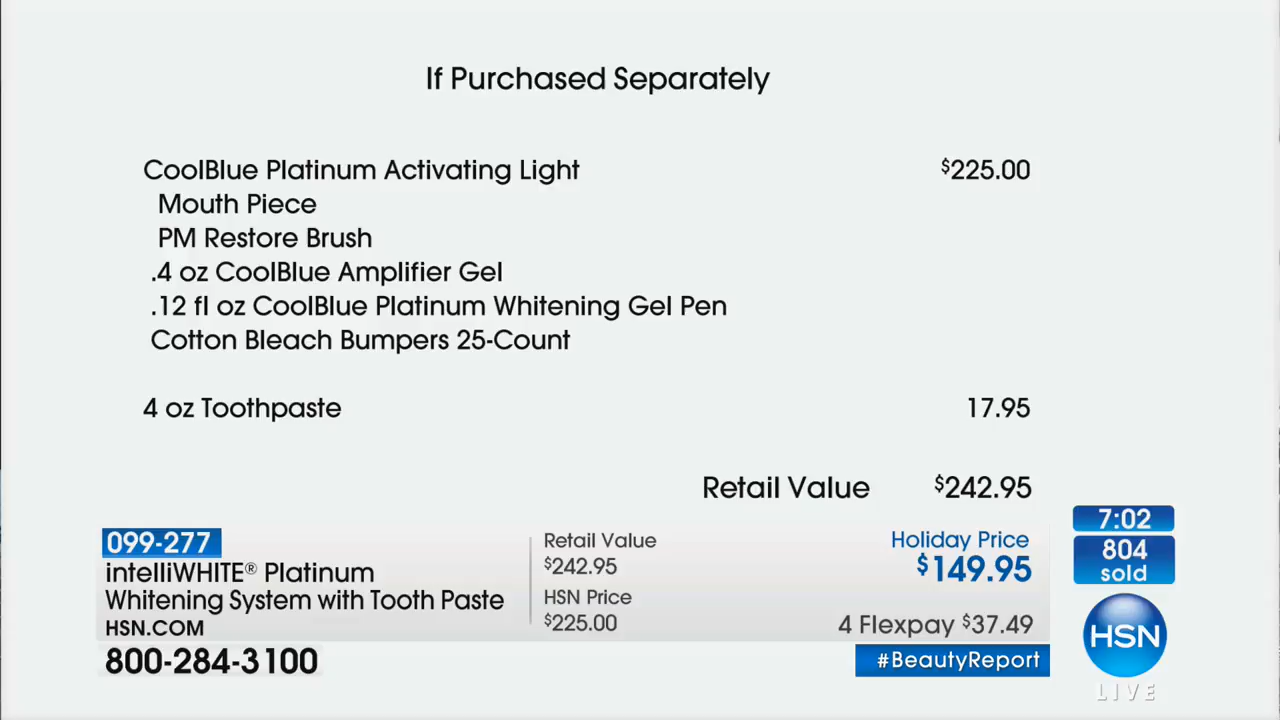 If Purchased Separately
CoolBlue Platinum Activating Light $225.00
Mouth Piece
PM Restore Brush
.4 oz CoolBlue Amplifier Gel
.12 fl oz CoolBlue Platinum Whitening Gel Pen
Cotton Bleach Bumpers 25-Count
4 oz Toothpaste 17.95
Retail Value $242.95
099-277
intelliWHITE® Platinum
Whitening System with Tooth Paste
HSN.COM
800-284-3100
Retail Value
$242.95
HSN Price
$225.00
Holiday Price
$149.95
4 Flexpay $37.49
#BeautyReport
7:02
804
sold
HSN
LIVE